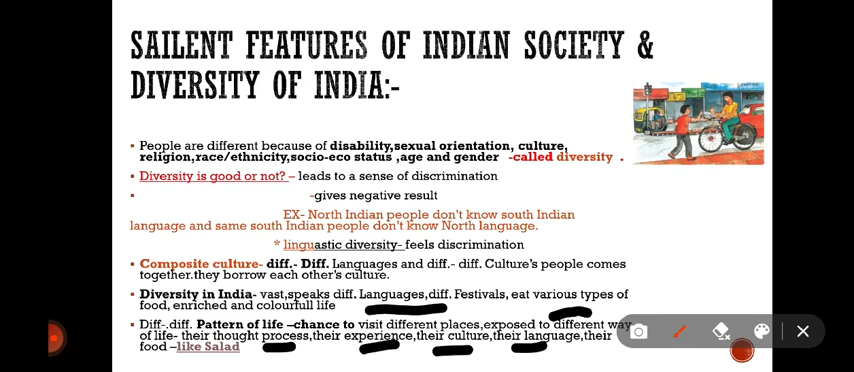 SAILENT FEATURES OF INDIAN SOCIETY &
DIVERSITY OF INDIA:-
People are different because of disability,sexual orientation, culture,
religion,race/ethnicity,socio-eco status ,age and gender -called diversity .
Diversity is good or not? – leads to a sense of discrimination
-gives negative result
EX- North Indian people don't know south Indian
language and same south Indian people don't know North language.
* linguastic diversity- feels discrimination
Composite culture- diff.- Diff. Languages and diff.- diff. Culture's people comes
together.they borrow each other's culture.
Diversity in India- vast,speaks diff. Languages,diff. Festivals, eat various types of
food, enriched and colourfull life
Diff-.diff. Pattern of life –chance to visit different places,exposed to different way
of life- their thought process,their experience,their culture,their language,their
food –like Salad